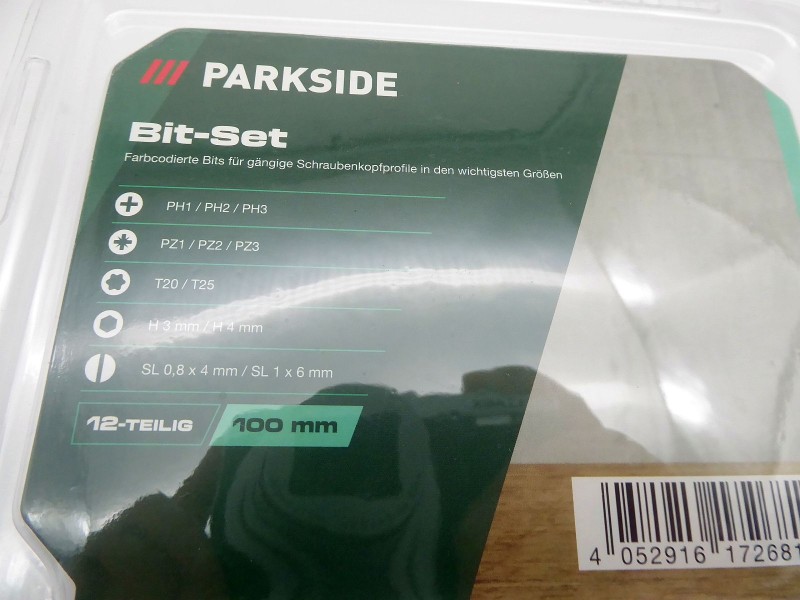 PARKSIDE
Bit-Set
Farbcodierte Bits für gängige Schraubenkopfprofile in den wichtigsten Größen
PH1 / PH2 / PH3
PZ1 / PZ2 / PZ3
T20 / T25
H 3 mm / H 4 mm
SL 0,8 x 4 mm / SL 1 x 6 mm
12-TEILIG 100 mm
4 052916 172681